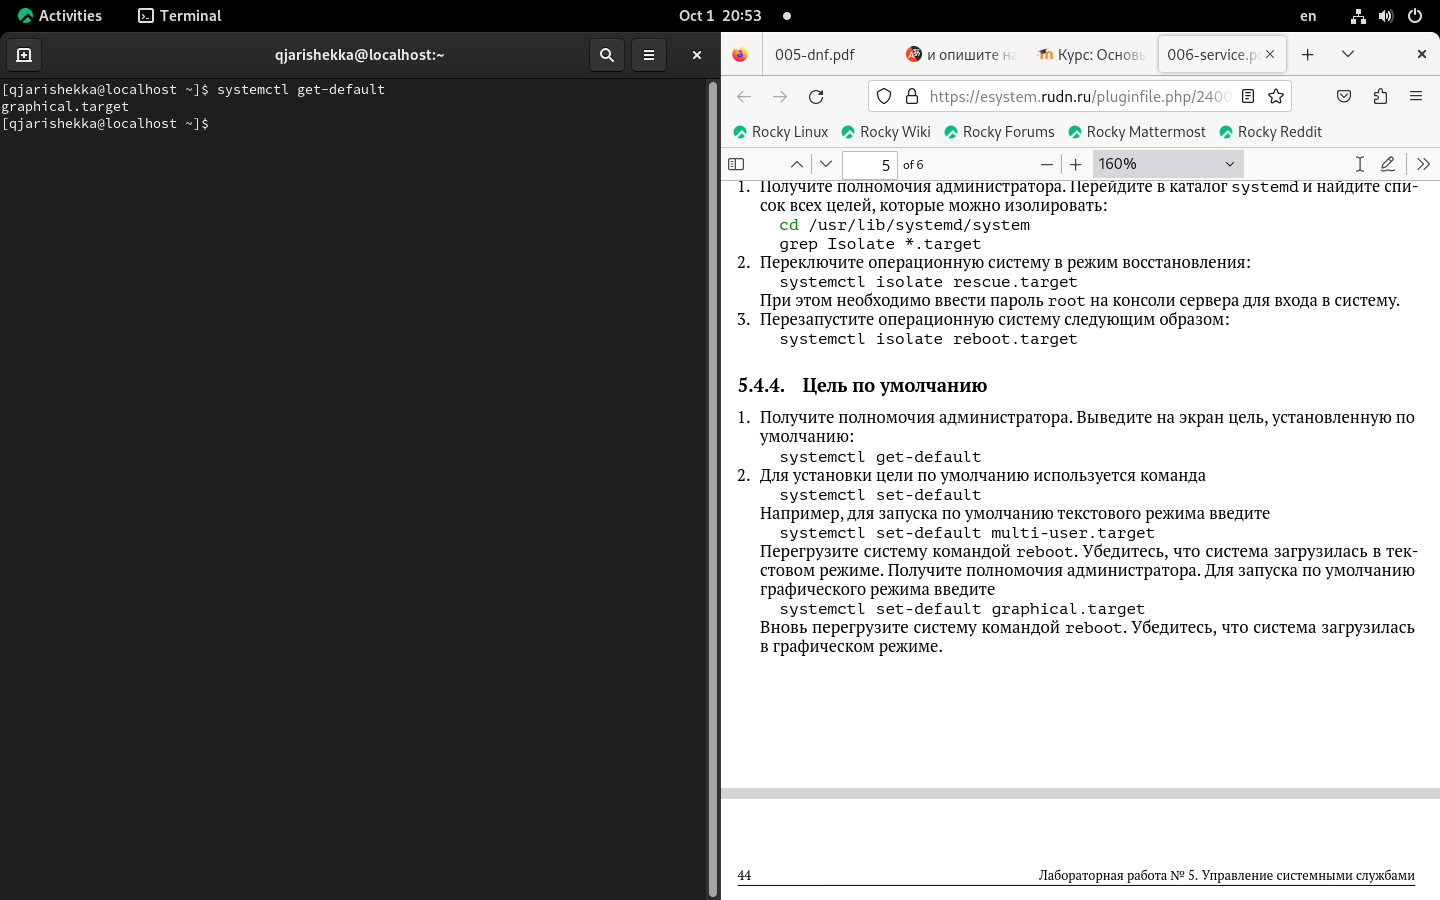 Activities Terminal Oct 1 20:53 en
qjarishekka@localhost:~
[qjarishekka@localhost ~]$ systemctl get-default
graphical.target
[qjarishekka@localhost ~]$
005-dnf.pdf и опишите на Курс: Основы 006-service.pd
https://esystem.rudn.ru/pluginfile.php/2400
Rocky Linux Rocky Wiki Rocky Forums Rocky Mattermost Rocky Reddit
5 of 6 160%
1. Получите полномочия администратора. Перейдите в каталог systemd и найдите спи-
сок всех целей, которые можно изолировать:
cd /usr/lib/systemd/system
grep Isolate *.target
2. Переключите операционную систему в режим восстановления:
systemctl isolate rescue.target
При этом необходимо ввести пароль root на консоли сервера для входа в систему.
3. Перезапустите операционную систему следующим образом:
systemctl isolate reboot.target
5.4.4. Цель по умолчанию
1. Получите полномочия администратора. Выведите на экран цель, установленную по
умолчанию:
systemctl get-default
2. Для установки цели по умолчанию используется команда
systemctl set-default
Например, для запуска по умолчанию текстового режима введите
systemctl set-default multi-user.target
Перегрузите систему командой reboot. Убедитесь, что система загрузилась в тек-
стовом режиме. Получите полномочия администратора. Для запуска по умолчанию
графического режима введите
systemctl set-default graphical.target
Вновь перегрузите систему командой reboot. Убедитесь, что система загрузилась
в графическом режиме.
44 Лабораторная работа № 5. Управление системными службами